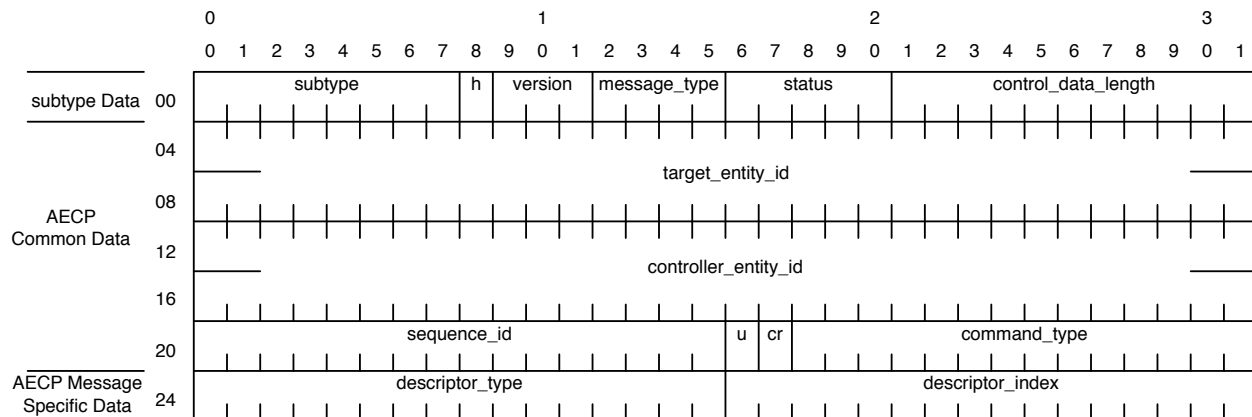 0 1 2 3
0 1 2 3 4 5 6 7 8 9 0 1 2 3 4 5 6 7 8 9 0 1 2 3 4 5 6 7 8 9 0 1
subtype Data 00 subtype h version message_type status control_data_length
04
target_entity_id
08
AECP
Common Data
12
controller_entity_id
16
sequence_id u cr command_type
20
AECP Message
Specific Data 24 descriptor_type descriptor_index